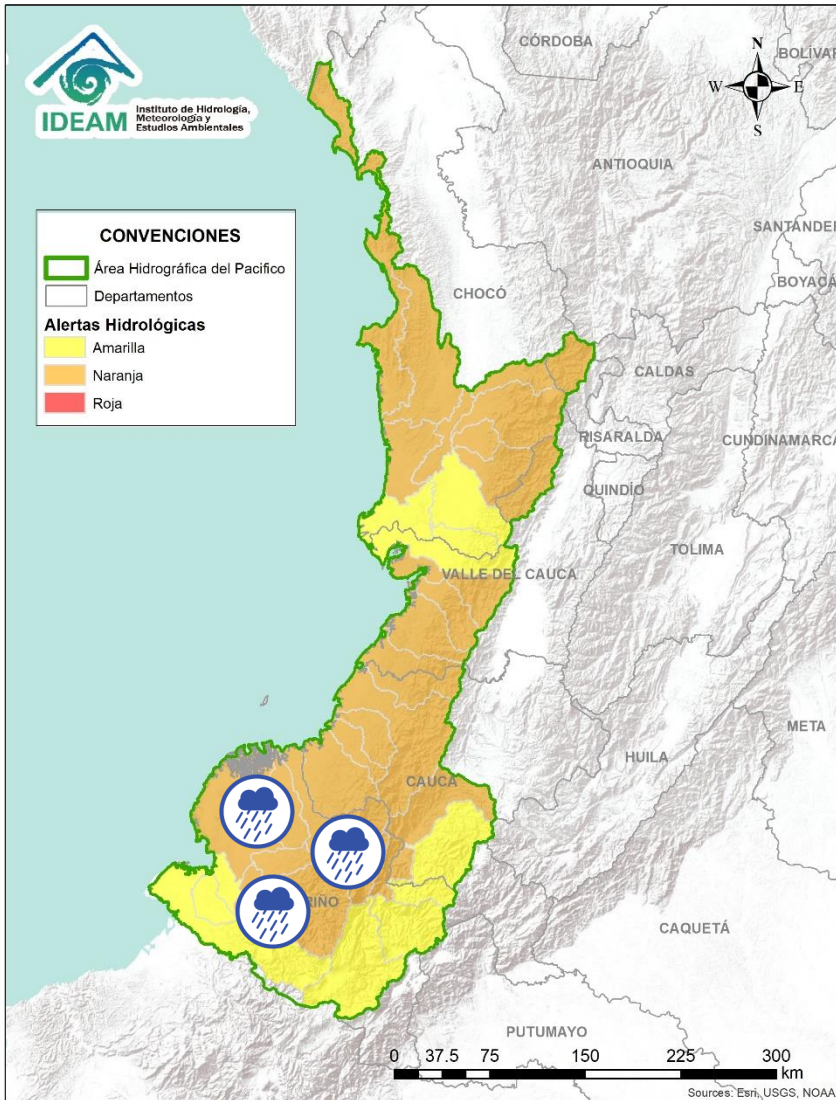 IDEAM
Instituto de Hidrología,
Meteorología y
Estudios Ambientales
CÓRDOBA
BOLÍVAR
N
W
E
S
ANTIOQUIA
SANTANDER
BOYACÁ
CONVENCIONES
Área Hidrográfica del Pacifico
Departamentos
Alertas Hidrológicas
Amarilla
Naranja
Roja
CHOCÓ
CALDAS
RISARALDA
CUNDINAMARCA
QUINDÍO
TOLIMA
VALLE DEL CAUCA
META
HUILA
CAUCA
RIÑO
CAQUETÁ
PUTUMAYO
0 37.5 75 150 225 300
km
Sources: Esri, USGS, NOAA